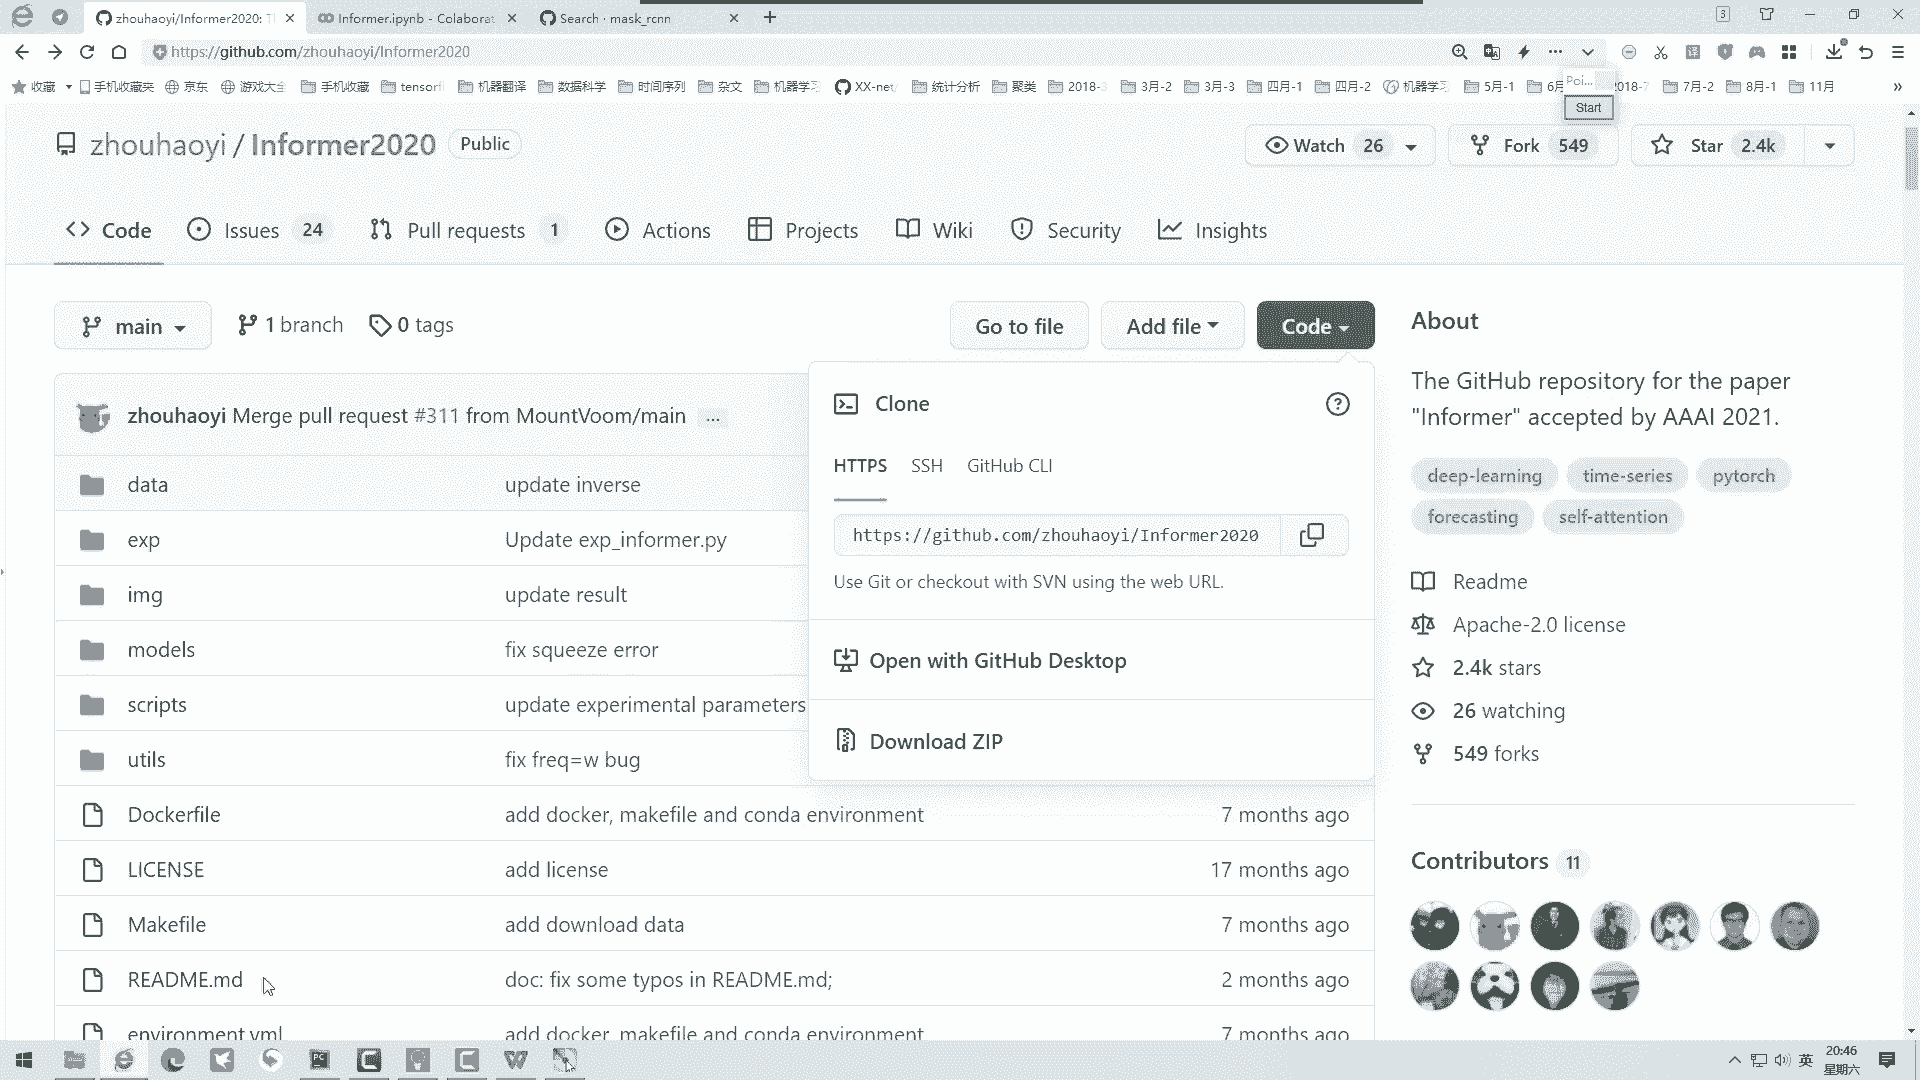 zhouhaoyi/Informer2020: T
Informer.ipynb - Colaborat
Search · mask_rcnn
3
https://github.com/zhouhaoyi/Informer2020
收藏 手机收藏夹 京东 游戏大全 手机收藏 tensorf 机器翻译 数据科学 时间序列 杂文 机器学习 XX-net 统计分析 聚类 2018- 3月-2 3月-3 四月-1 四月-2 机器学习 5月-1 6月 2018-7 7月-2 8月-1 11月 »
Poi...
Start
zhouhaoyi / Informer2020 Public
Watch 26 Fork 549 Star 2.4k
Code Issues 24 Pull requests 1 Actions Projects Wiki Security Insights
main 1 branch 0 tags Go to file Add file Code
zhouhaoyi Merge pull request #311 from MountVoom/main ...
data update inverse
exp Update exp_informer.py
img update result
models fix squeeze error
scripts update experimental parameters
utils fix freq=w bug
Dockerfile add docker, makefile and conda environment 7 months ago
LICENSE add license 17 months ago
Makefile add download data 7 months ago
README.md doc: fix some typos in README.md; 2 months ago
environment.yml add docker, makefile and conda environment 7 months ago
Clone
HTTPS SSH GitHub CLI
https://github.com/zhouhaoyi/Informer2020
Use Git or checkout with SVN using the web URL.
Open with GitHub Desktop
Download ZIP
About
The GitHub repository for the paper
"Informer" accepted by AAAI 2021.
deep-learning time-series pytorch
forecasting self-attention
Readme
Apache-2.0 license
2.4k stars
26 watching
549 forks
Contributors 11
英
20:46
星期六